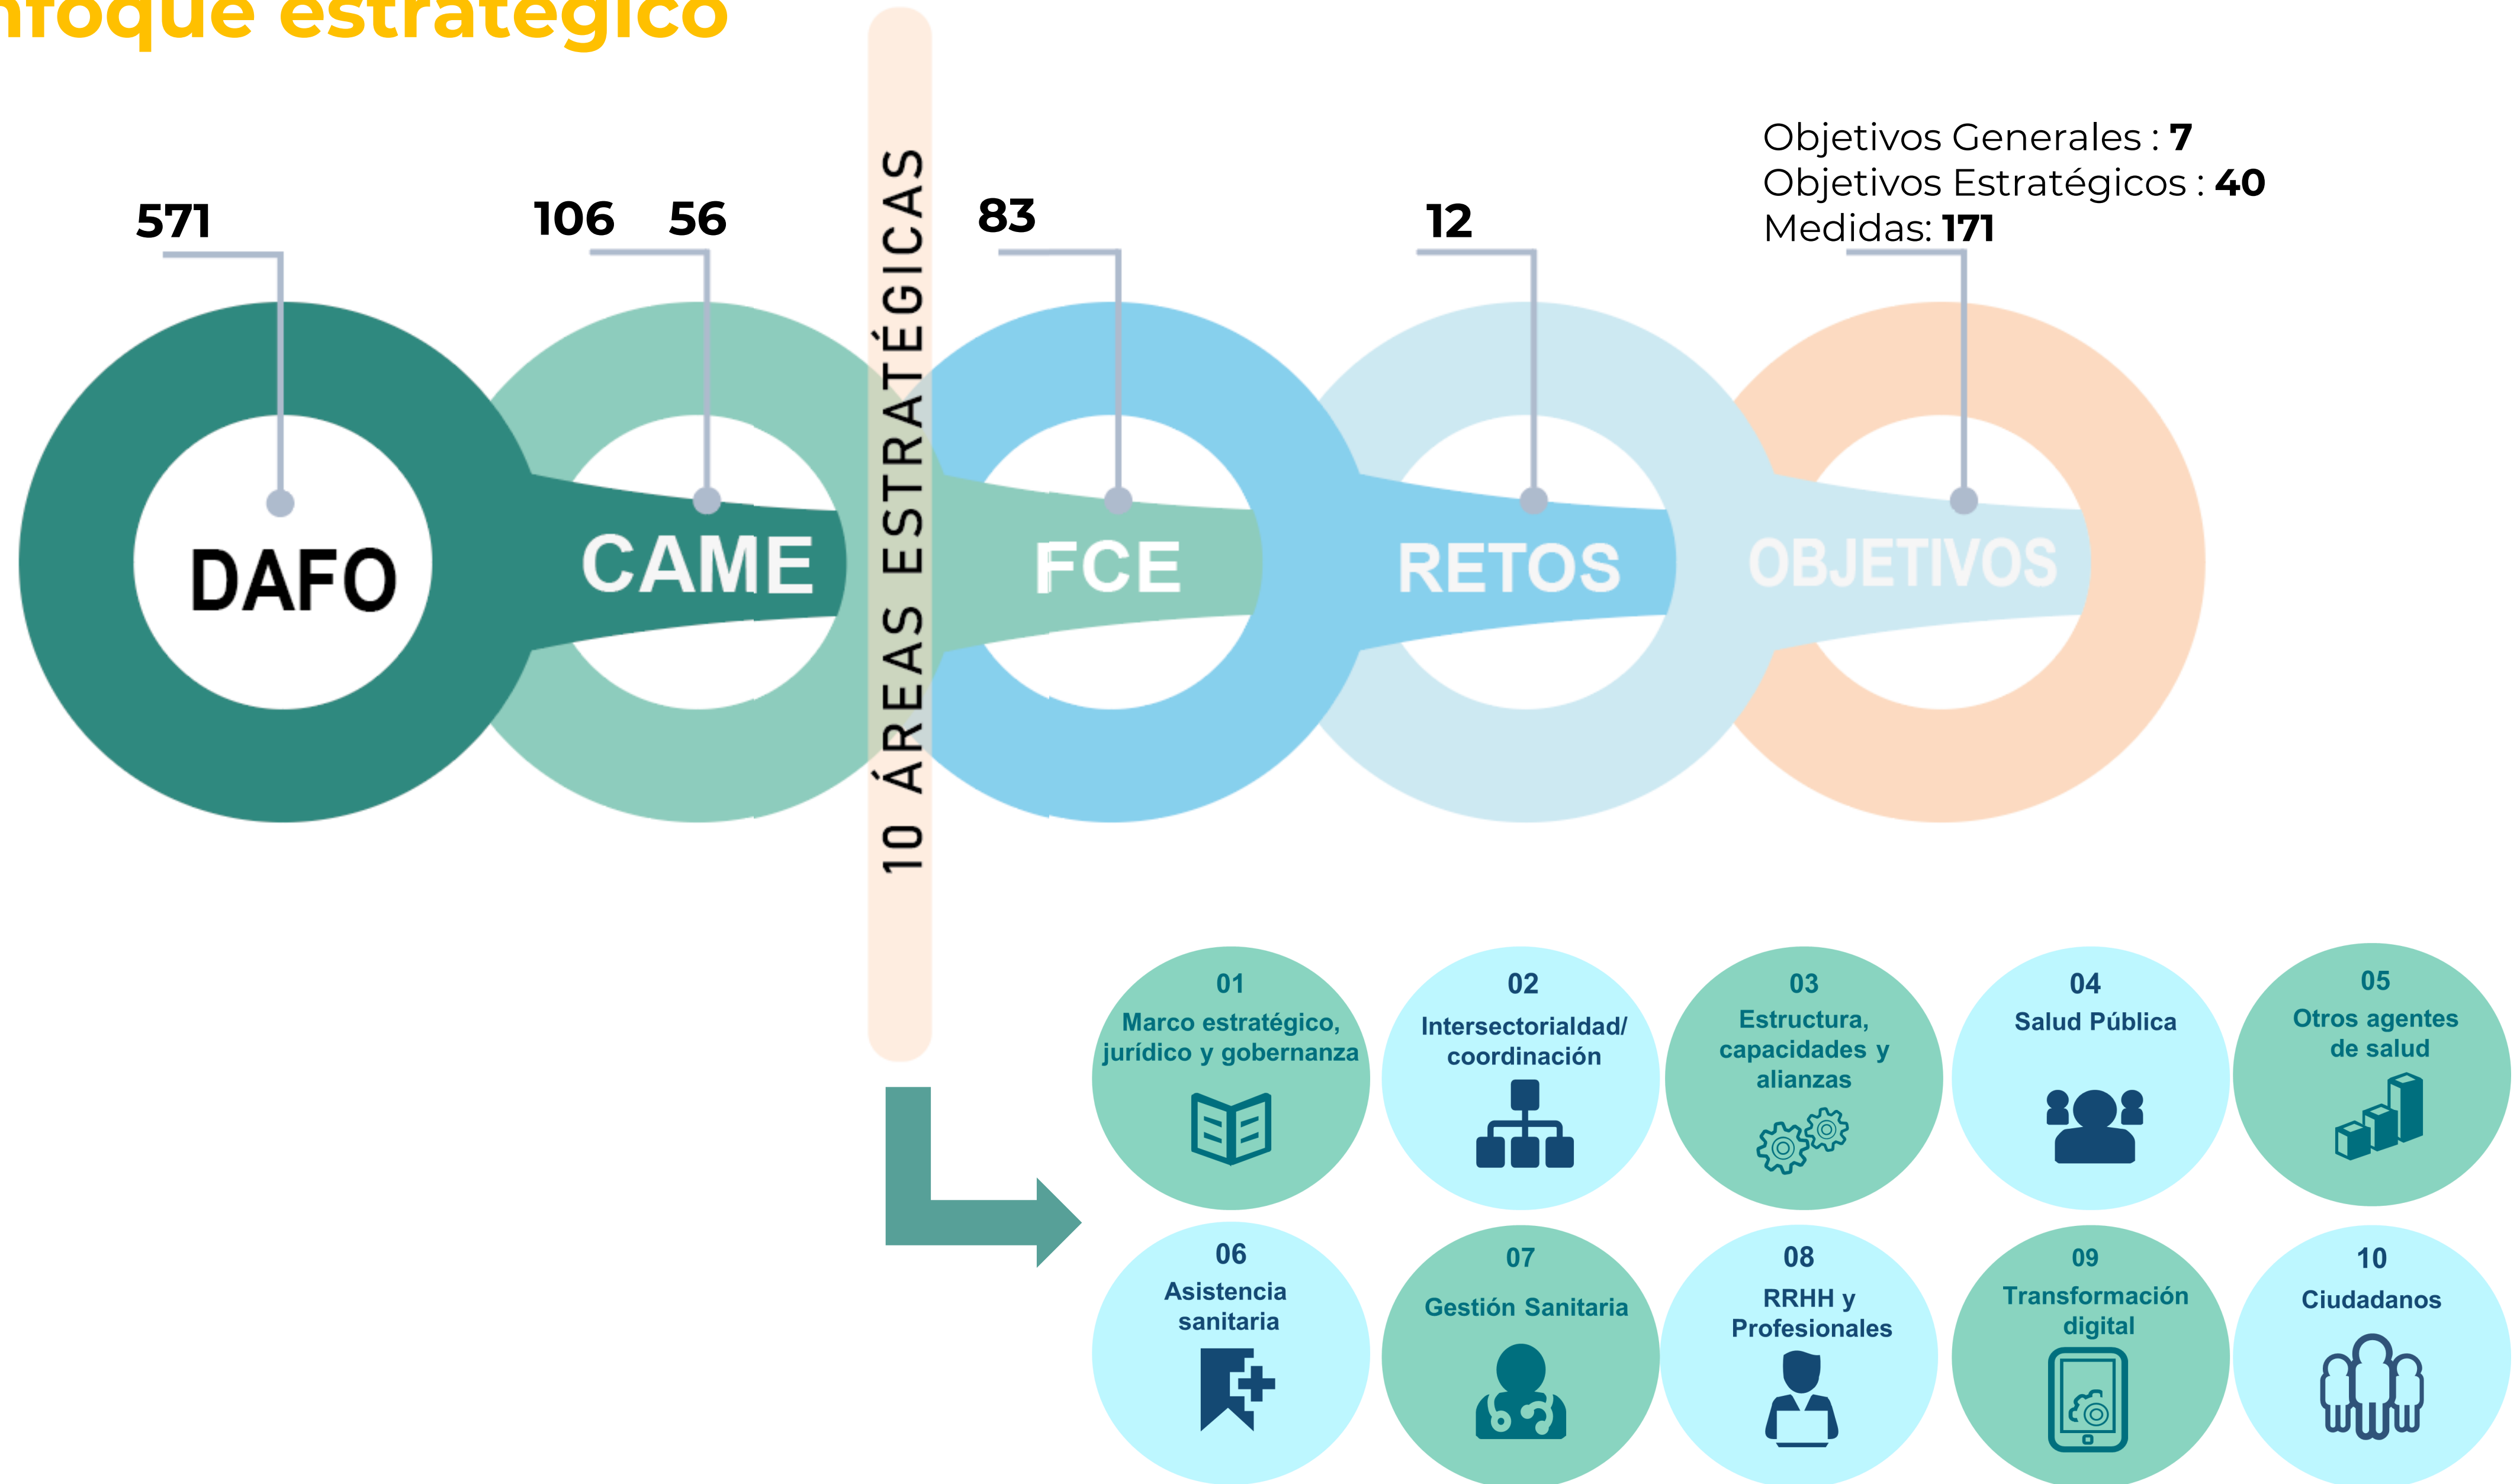 nfoque estratégico
Objetivos Generales : 7
Objetivos Estratégicos : 40
Medidas: 171
571
106 56
83
12
DAFO
CAME
10 ÁREAS ESTRATÉGICAS
FCE
RETOS
OBJETIVOS
01
Marco estratégico,
jurídico y gobernanza
02
Intersectorialdad/
coordinación
03
Estructura,
capacidades y
alianzas
04
Salud Pública
05
Otros agentes
de salud
06
Asistencia
sanitaria
07
Gestión Sanitaria
08
RRHH y
Profesionales
09
Transformación
digital
10
Ciudadanos